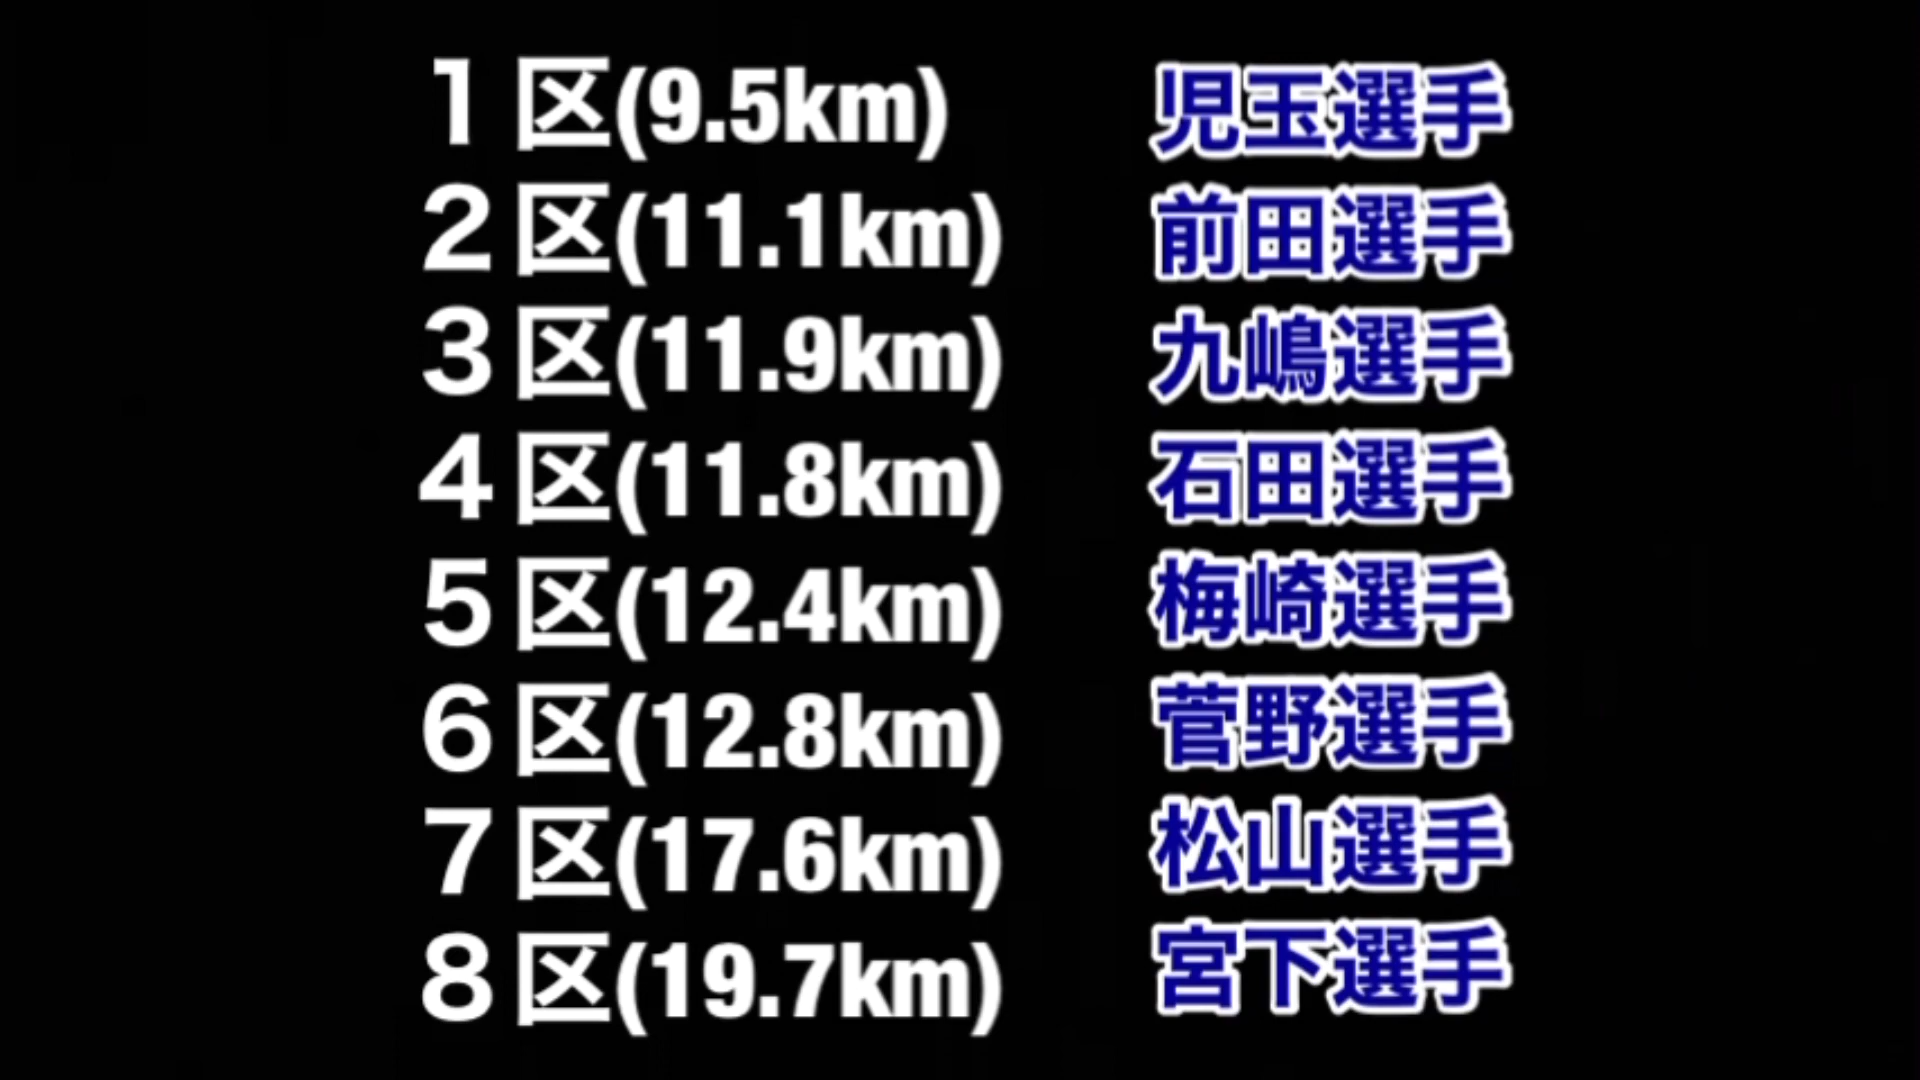 １区(9.5km) 児玉選手
２区(11.1km) 前田選手
３区(11.9km) 九嶋選手
４区(11.8km) 石田選手
５区(12.4km) 梅崎選手
６区(12.8km) 菅野選手
７区(17.6km) 松山選手
８区(19.7km) 宮下選手